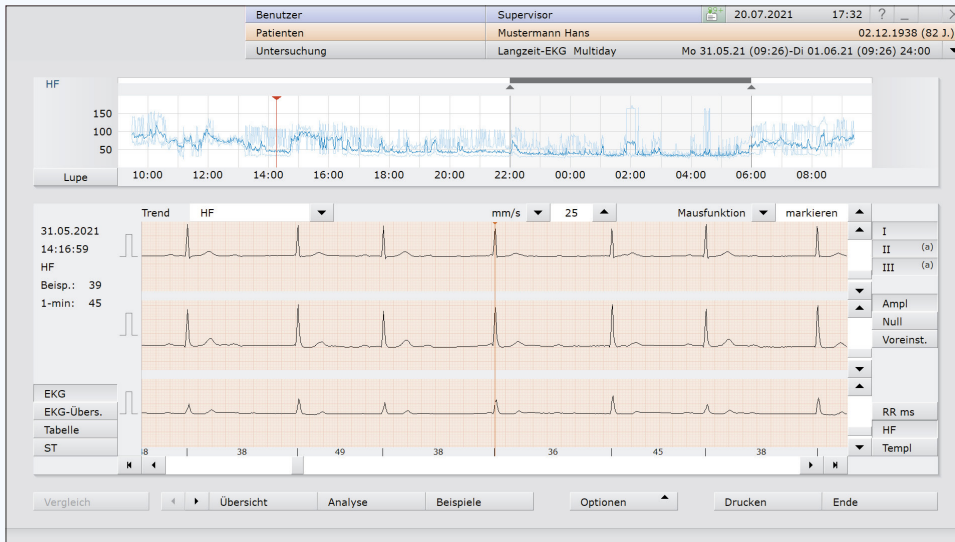 Benutzer Supervisor 20.07.2021 17:32 ? _
Patienten Mustermann Hans 02.12.1938 (82 J.)
Untersuchung Langzeit-EKG Multiday Mo 31.05.21 (09:26)-Di 01.06.21 (09:26) 24:00
HF
150
100
50
Lupe 10:00 12:00 14:00 16:00 18:00 20:00 22:00 00:00 02:00 04:00 06:00 08:00
Trend HF mm/s 25 Mausfunktion markieren
31.05.2021 I
14:16:59 II (a)
HF III (a)
Beisp.: 39
1-min: 45 Ampl
Null
Voreinst.
EKG
EKG-Übers. RR ms
Tabelle HF
ST 38 38 49 38 36 45 38 Templ
Vergleich Übersicht Analyse Beispiele Optionen Drucken Ende